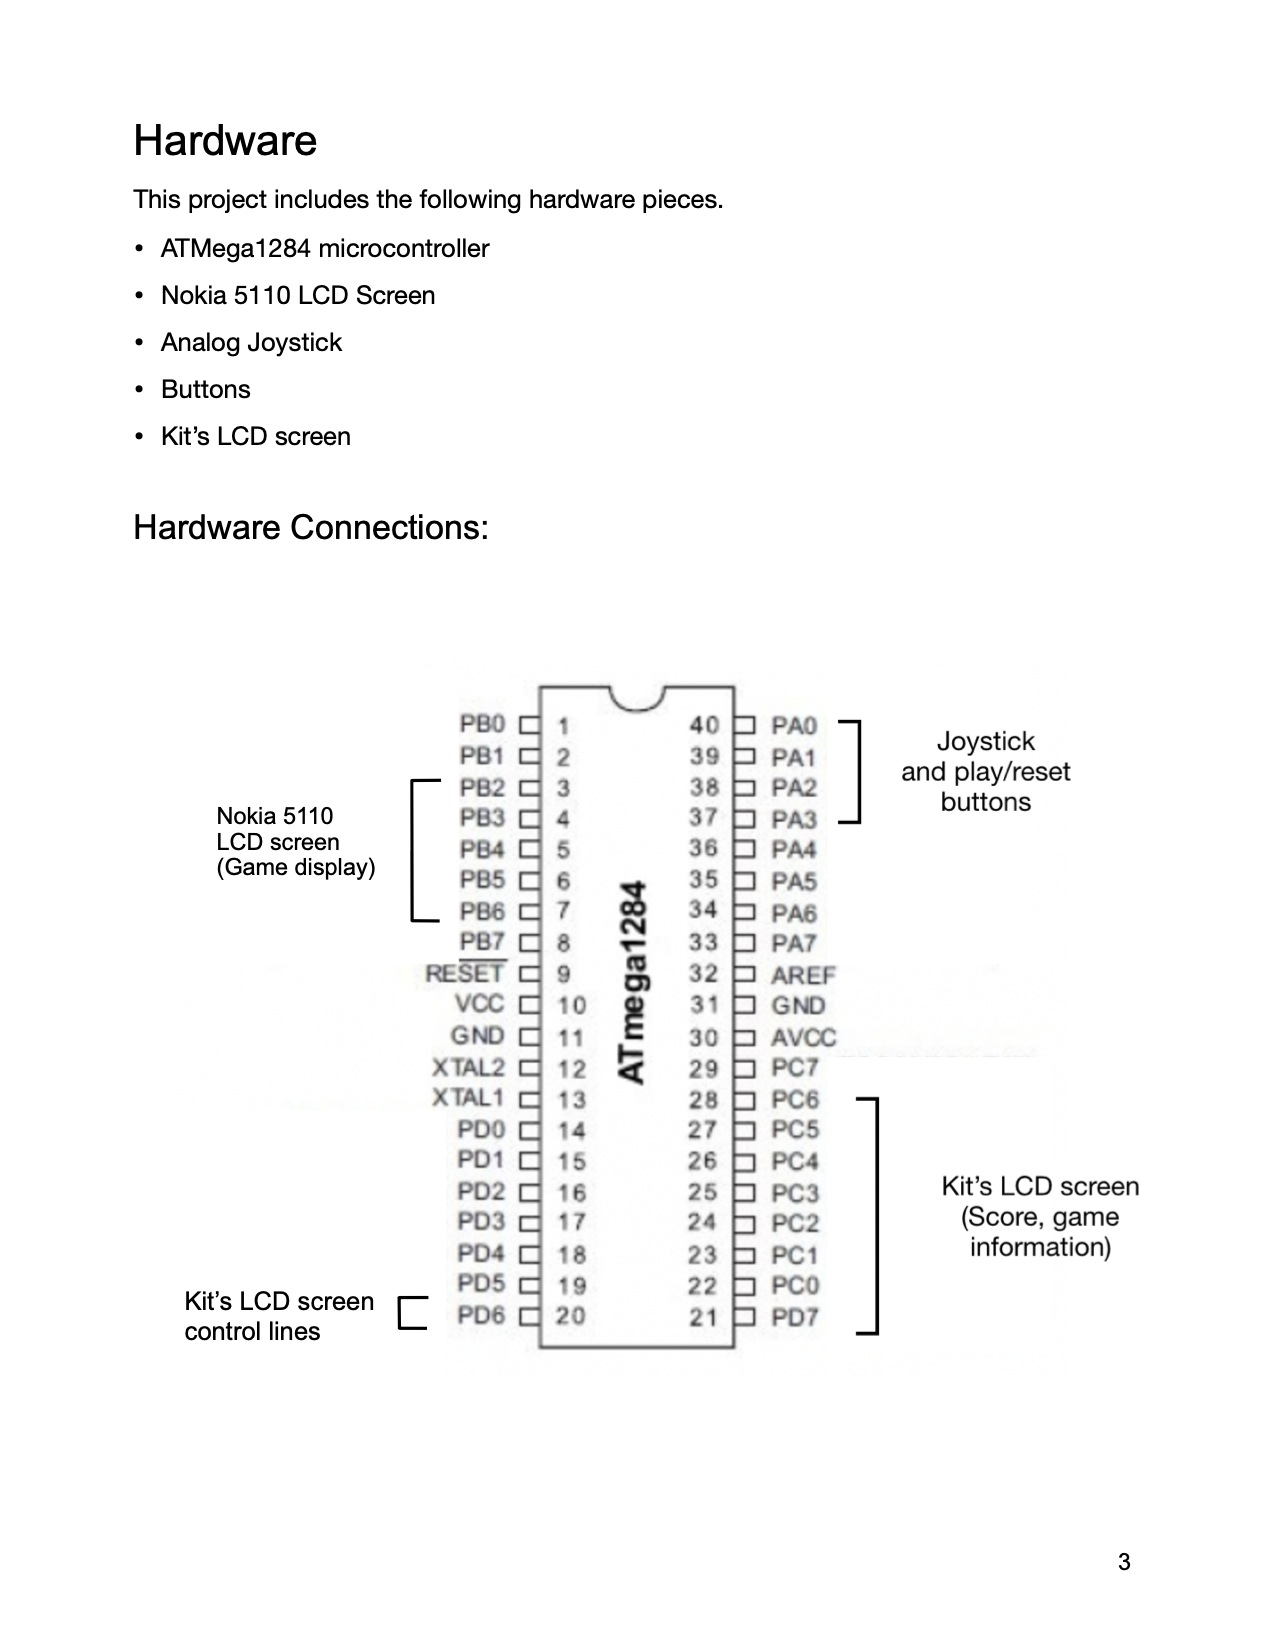 Hardware
This project includes the following hardware pieces.
• ATMega1284 microcontroller
• Nokia 5110 LCD Screen
• Analog Joystick
• Buttons
• Kit’s LCD screen
Hardware Connections:
Nokia 5110
LCD screen
(Game display)
Kit’s LCD screen
control lines
PB0 1
PB1 2
PB2 3
PB3 4
PB4 5
PB5 6
PB6 7
PB7 8
RESET 9
VCC 10
GND 11
XTAL2 12
XTAL1 13
PD0 14
PD1 15
PD2 16
PD3 17
PD4 18
PD5 19
PD6 20
ATmega1284
40 PA0
39 PA1
38 PA2
37 PA3
36 PA4
35 PA5
34 PA6
33 PA7
32 AREF
31 GND
30 AVCC
29 PC7
28 PC6
27 PC5
26 PC4
25 PC3
24 PC2
23 PC1
22 PC0
21 PD7
Joystick
and play/reset
buttons
Kit’s LCD screen
(Score, game
information)
3